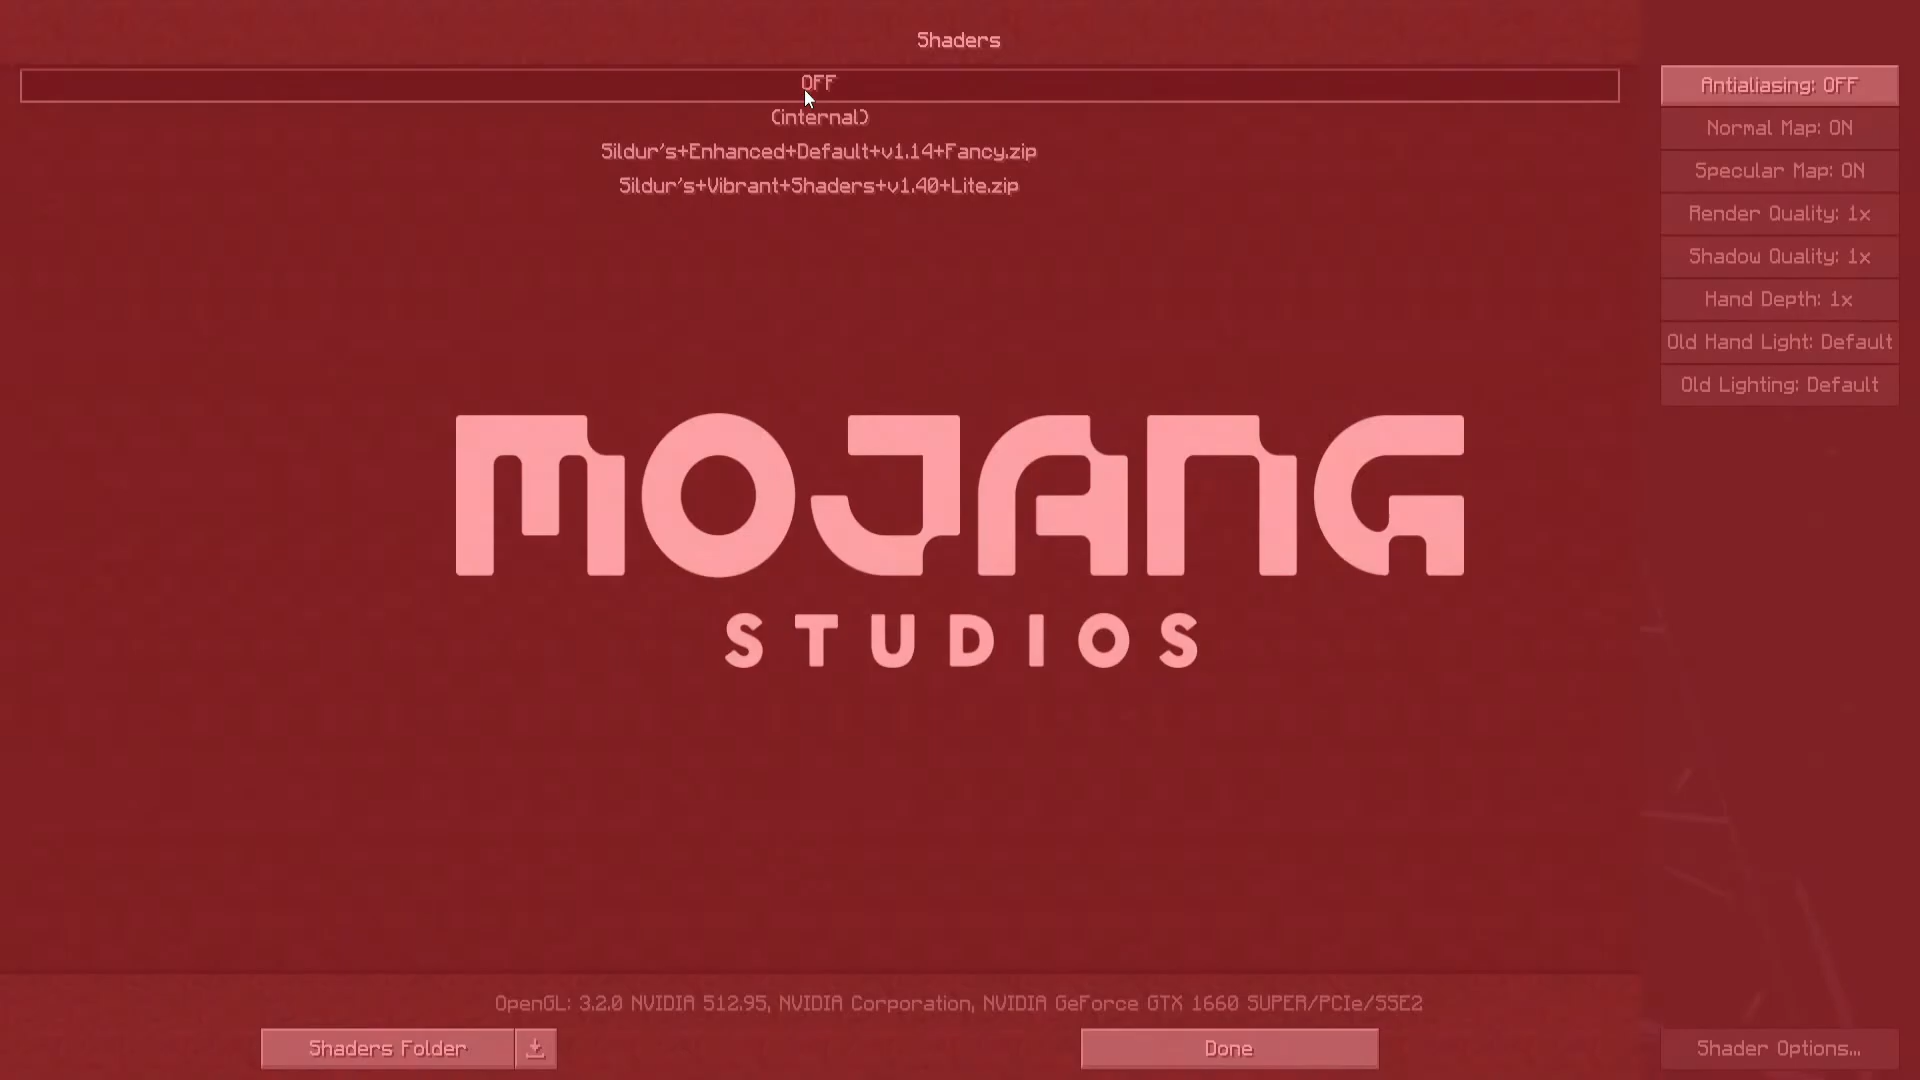 Shaders
OFF
(internal)
Sildur's+Enhanced+Default+v1.14+Fancy.zip
Sildur's+Vibrant+Shaders+v1.40+Lite.zip
Antialiasing: OFF
Normal Map: ON
Specular Map: ON
Render Quality: 1x
Shadow Quality: 1x
Hand Depth: 1x
Old Hand Light: Default
Old Lighting: Default
MOJANG
STUDIOS
OpenGL: 3.2.0 NVIDIA 512.95, NVIDIA Corporation, NVIDIA GeForce GTX 1660 SUPER/PCIe/SSE2
Shaders Folder
Done
Shader Options...